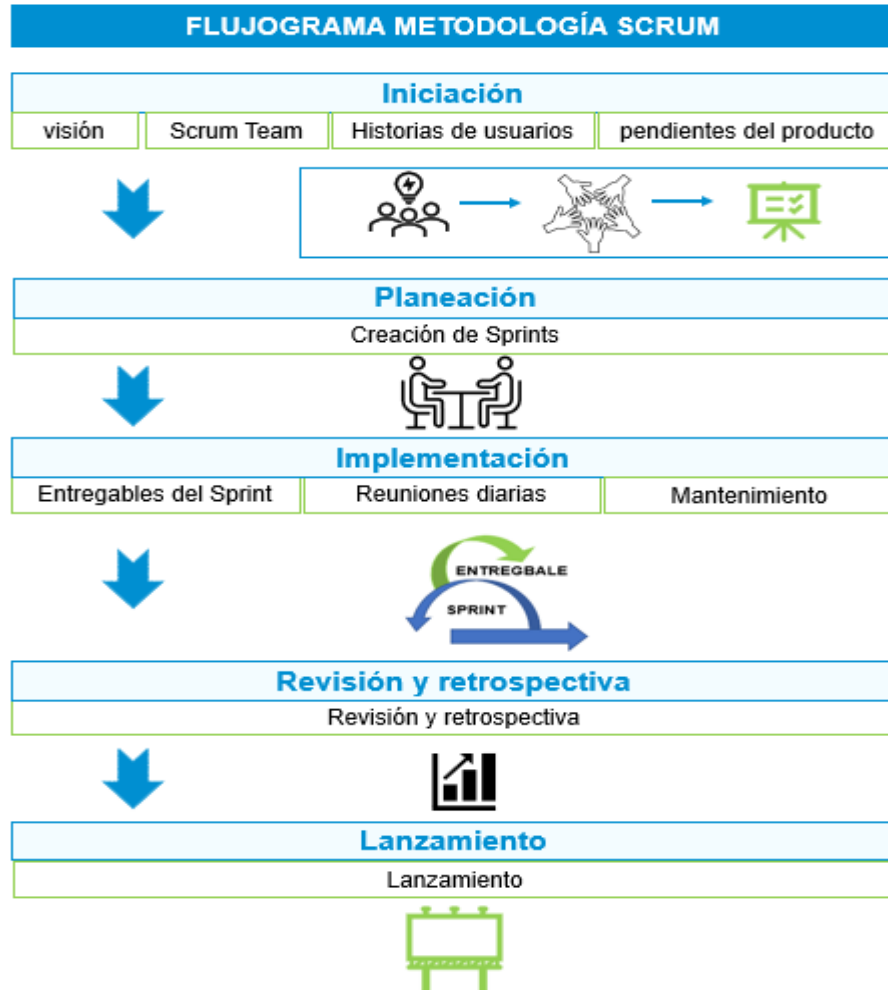 FLUJOGRAMA METODOLOGÍA SCRUM
Iniciación
visión
Scrum Team
Historias de usuarios
pendientes del producto
Planeación
Creación de Sprints
Implementación
Entregables del Sprint
Reuniones diarias
Mantenimiento
ENTREGBALE
SPRINT
Revisión y retrospectiva
Revisión y retrospectiva
Lanzamiento
Lanzamiento